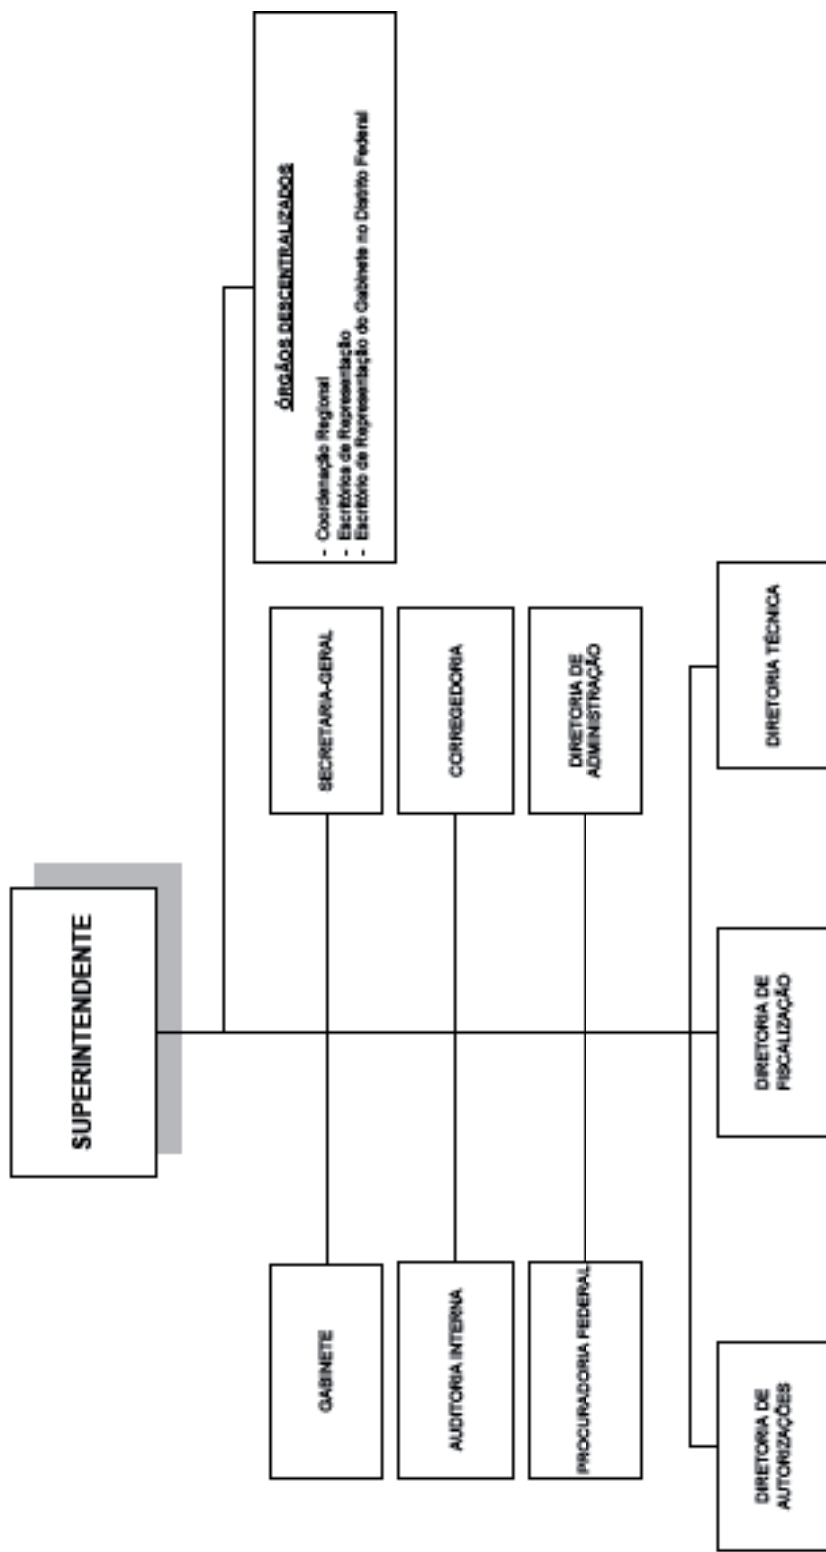 SUPERINTENDENTE
ÓRGÃOS DESCENTRALIZADOS
- Coordenação Regional
- Escritórios de Representação
- Escritório de Representação do Gabinete no Distrito Federal
GABINETE
SECRETARIA-GERAL
AUDITORIA INTERNA
CORREGEDORIA
PROCURADORIA FEDERAL
DIRETORIA DE
ADMINISTRAÇÃO
DIRETORIA DE
AUTORIZAÇÕES
DIRETORIA DE
FISCALIZAÇÃO
DIRETORIA TÉCNICA